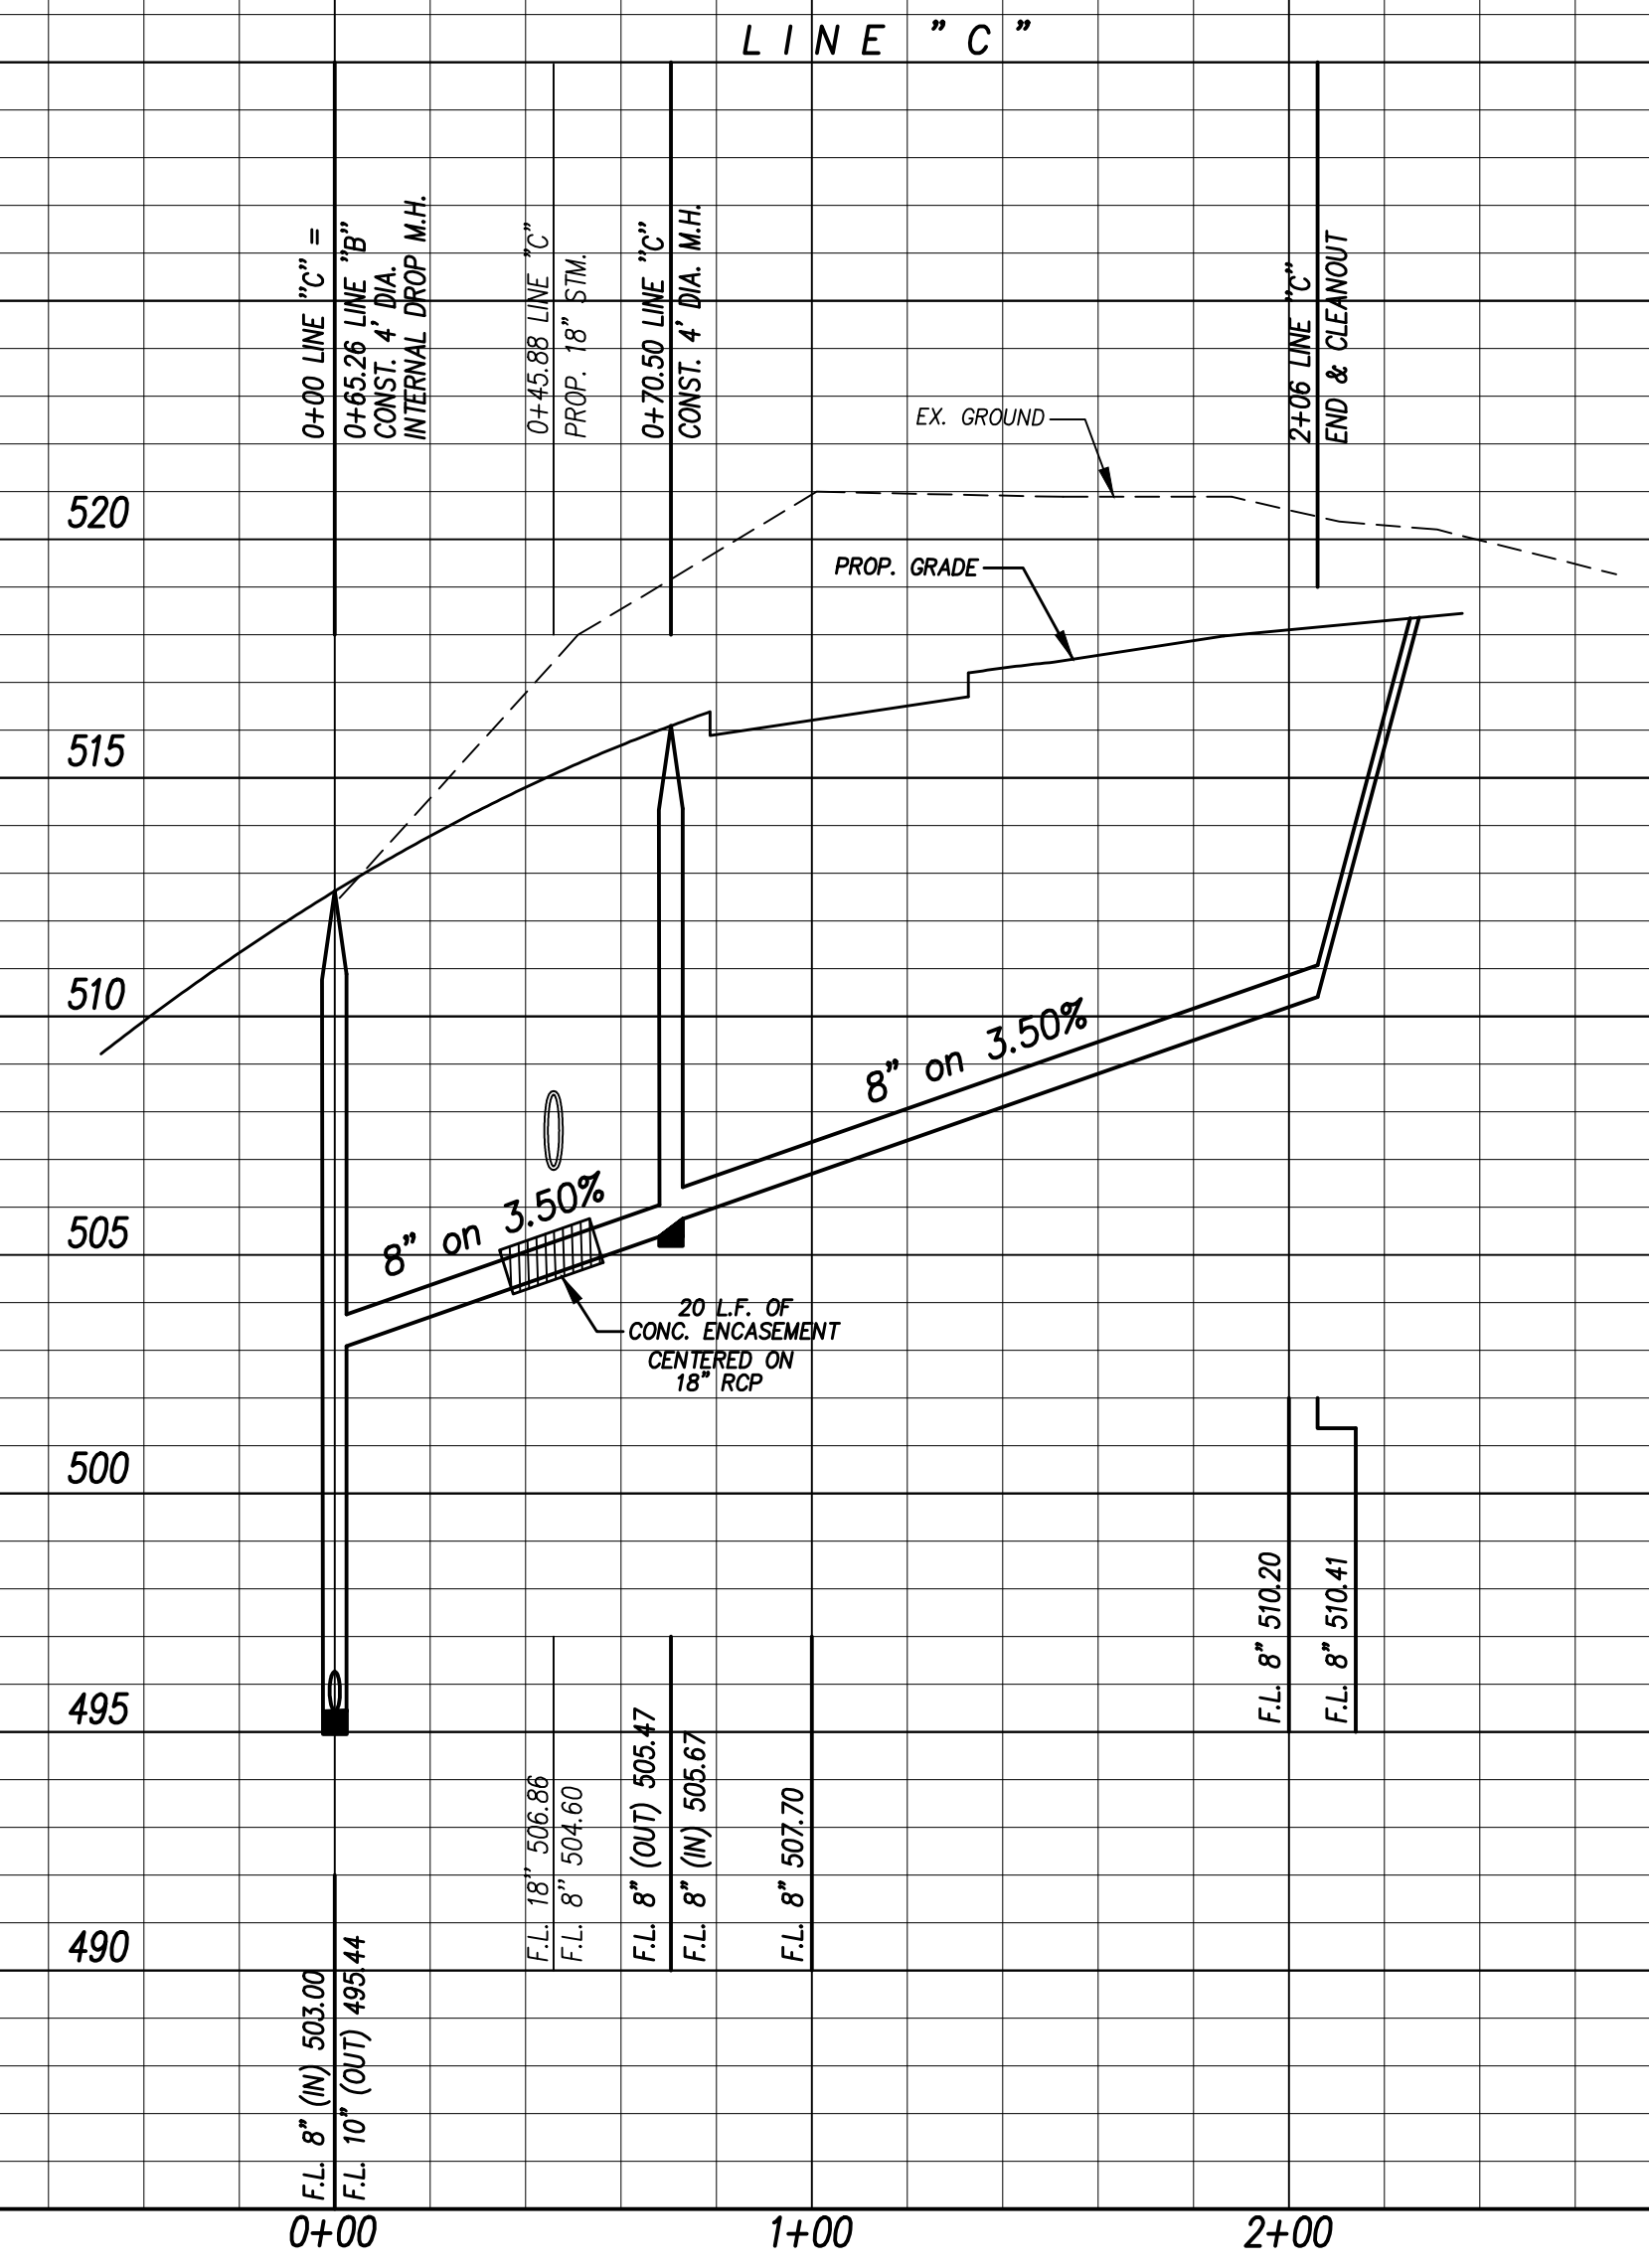 LINE "C"
0+00 LINE "C" =
0+65.26 LINE "B"
CONST. 4' DIA.
INTERNAL DROP M.H.
0+45.88 LINE "C"
PROP. 18" STM.
0+70.50 LINE "C"
CONST. 4' DIA. M.H.
2+06 LINE "C"
END & CLEANOUT
EX. GROUND
520
PROP. GRADE
515
510
8" on 3.50%
8" on 3.50%
505
20 L.F. OF
CONC. ENCASEMENT
CENTERED ON
18" RCP
500
F.L. 8" 510.20
F.L. 8" 510.41
495
F.L. 18" 506.86
F.L. 8" 504.60
F.L. 8" (OUT) 505.47
F.L. 8" (IN) 505.67
F.L. 8" 507.70
490
F.L. 8" (IN) 503.00
F.L. 10" (OUT) 495.44
0+00
1+00
2+00